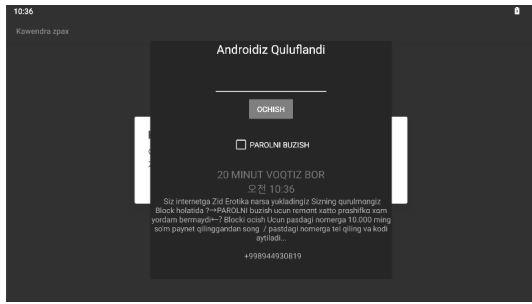 10:36
Kawendra zpax
Androidiz Quluflandi
OCHISH
PAROLNI BUZISH
20 MINUT VOQTIZ BOR
오전 10:36
Siz internetga Zid Erotika narsa yukladingiz Sizning qurulmangiz
Block holatida ?→PAROLNI buzish ucun remont xatto proshifka xam
yordam bermaydi←? Blocki ocish Ucun pasdagi nomerga 10.000 ming
so'm paynet qilinggandan song / pastdagi nomerga tel qiling va kodi
aytiladi...
+998944930819